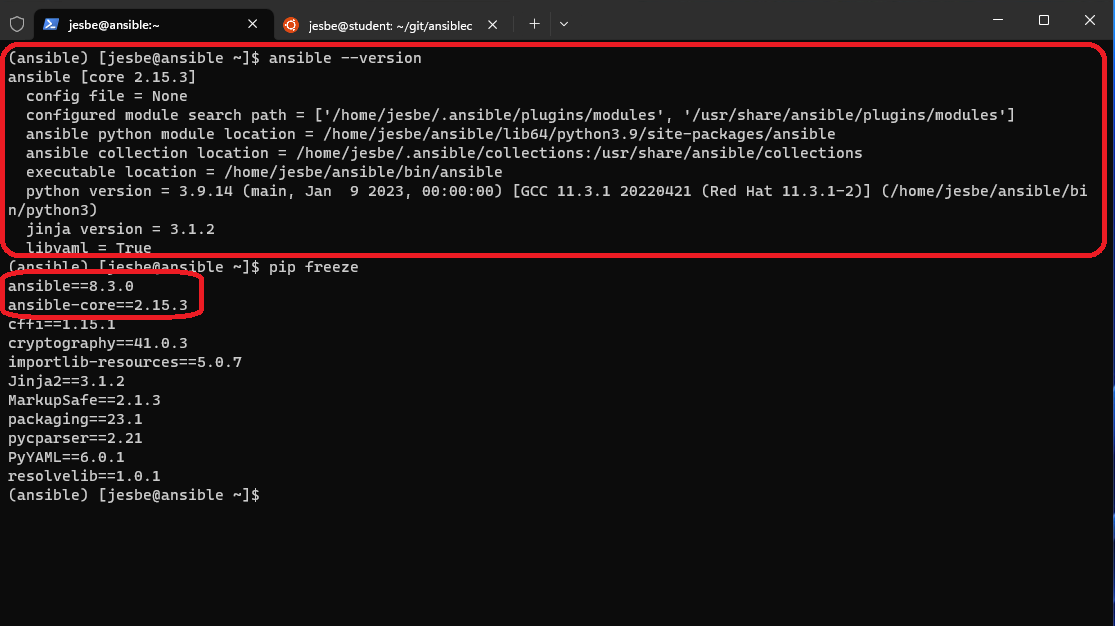 jesbe@ansible:~
jesbe@student: ~/git/ansiblec
(ansible) [jesbe@ansible ~]$ ansible --version
ansible [core 2.15.3]
  config file = None
  configured module search path = ['/home/jesbe/.ansible/plugins/modules', '/usr/share/ansible/plugins/modules']
  ansible python module location = /home/jesbe/ansible/lib64/python3.9/site-packages/ansible
  ansible collection location = /home/jesbe/.ansible/collections:/usr/share/ansible/collections
  executable location = /home/jesbe/ansible/bin/ansible
  python version = 3.9.14 (main, Jan  9 2023, 00:00:00) [GCC 11.3.1 20220421 (Red Hat 11.3.1-2)] (/home/jesbe/ansible/bi
n/python3)
  jinja version = 3.1.2
  libyaml = True
(ansible) [jesbe@ansible ~]$ pip freeze
ansible==8.3.0
ansible-core==2.15.3
cffi==1.15.1
cryptography==41.0.3
importlib-resources==5.0.7
Jinja2==3.1.2
MarkupSafe==2.1.3
packaging==23.1
pycparser==2.21
PyYAML==6.0.1
resolvelib==1.0.1
(ansible) [jesbe@ansible ~]$